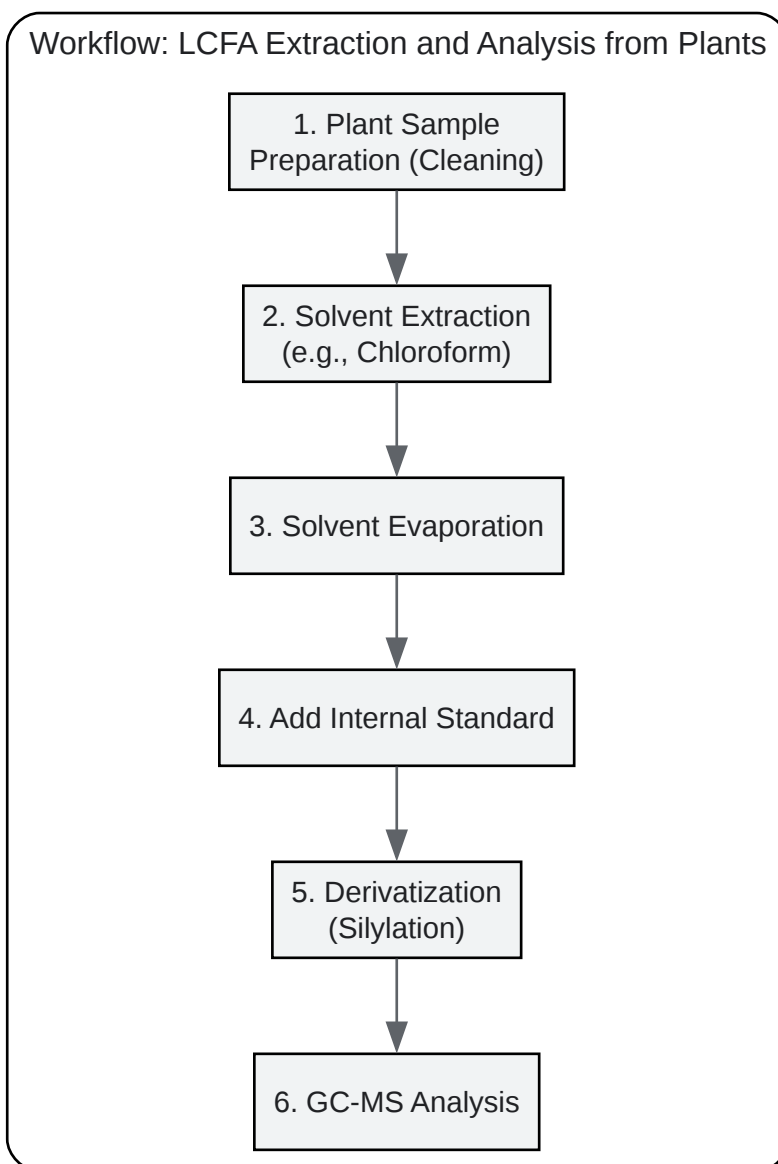 Workflow: LCFA Extraction and Analysis from Plants
1. Plant Sample
Preparation (Cleaning)
2. Solvent Extraction
(e.g., Chloroform)
3. Solvent Evaporation
4. Add Internal Standard
5. Derivatization
(Silylation)
6. GC-MS Analysis